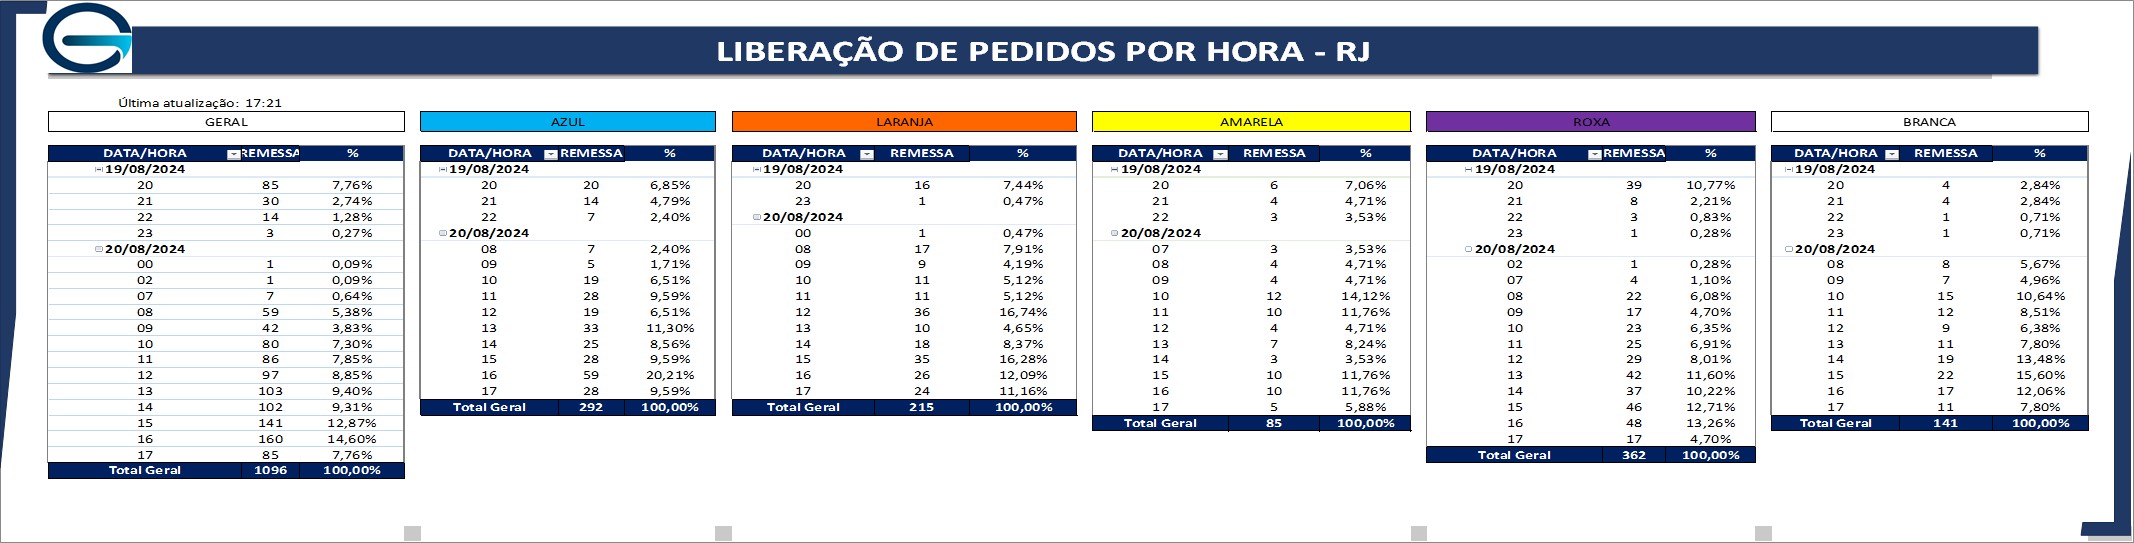 LIBERAÇÃO DE PEDIDOS POR HORA - RJ
Última atualização: 17:21
GERAL
DATA/HORA REMESSA %
19/08/2024
20 85 7,76%
21 30 2,74%
22 14 1,28%
23 3 0,27%
20/08/2024
00 1 0,09%
02 1 0,09%
07 7 0,64%
08 59 5,38%
09 42 3,83%
10 80 7,30%
11 86 7,85%
12 97 8,85%
13 103 9,40%
14 102 9,31%
15 141 12,87%
16 160 14,60%
17 85 7,76%
Total Geral 1096 100,00%
AZUL
DATA/HORA REMESSA %
19/08/2024
20 20 6,85%
21 14 4,79%
22 7 2,40%
20/08/2024
08 7 2,40%
09 5 1,71%
10 19 6,51%
11 28 9,59%
12 19 6,51%
13 33 11,30%
14 25 8,56%
15 28 9,59%
16 59 20,21%
17 28 9,59%
Total Geral 292 100,00%
LARANJA
DATA/HORA REMESSA %
19/08/2024
20 16 7,44%
23 1 0,47%
20/08/2024
00 1 0,47%
08 17 7,91%
09 9 4,19%
10 11 5,12%
11 11 5,12%
12 36 16,74%
13 10 4,65%
14 18 8,37%
15 35 16,28%
16 26 12,09%
17 24 11,16%
Total Geral 215 100,00%
AMARELA
DATA/HORA REMESSA %
19/08/2024
20 6 7,06%
21 4 4,71%
22 3 3,53%
20/08/2024
07 3 3,53%
08 4 4,71%
09 4 4,71%
10 12 14,12%
11 10 11,76%
12 4 4,71%
13 7 8,24%
14 3 3,53%
15 10 11,76%
16 10 11,76%
17 5 5,88%
Total Geral 85 100,00%
ROXA
DATA/HORA REMESSA %
19/08/2024
20 39 10,77%
21 8 2,21%
22 3 0,83%
23 1 0,28%
20/08/2024
02 1 0,28%
07 4 1,10%
08 22 6,08%
09 17 4,70%
10 23 6,35%
11 25 6,91%
12 29 8,01%
13 42 11,60%
14 37 10,22%
15 46 12,71%
16 48 13,26%
17 17 4,70%
Total Geral 362 100,00%
BRANCA
DATA/HORA REMESSA %
19/08/2024
20 4 2,84%
21 4 2,84%
22 1 0,71%
23 1 0,71%
20/08/2024
08 8 5,67%
09 7 4,96%
10 15 10,64%
11 12 8,51%
12 9 6,38%
13 11 7,80%
14 19 13,48%
15 22 15,60%
16 17 12,06%
17 11 7,80%
Total Geral 141 100,00%